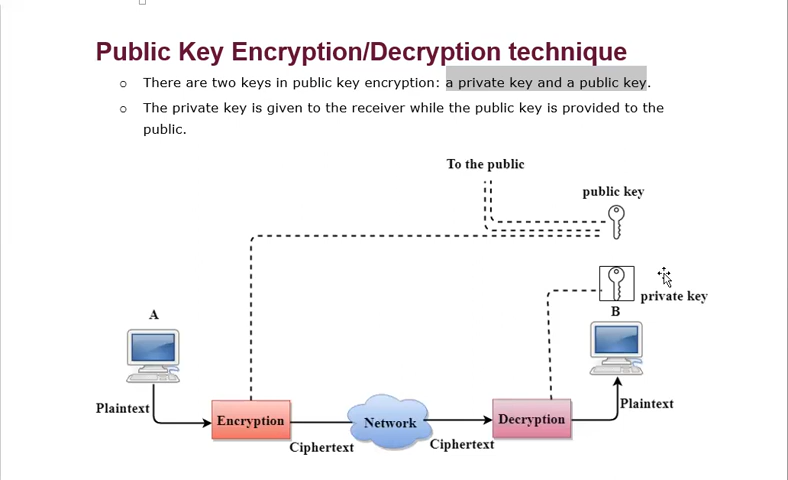 Public Key Encryption/Decryption technique
o There are two keys in public key encryption: a private key and a public key.
o The private key is given to the receiver while the public key is provided to the
public.
To the public
public key
private key
A
B
Plaintext
Encryption
Network
Decryption
Plaintext
Ciphertext
Ciphertext